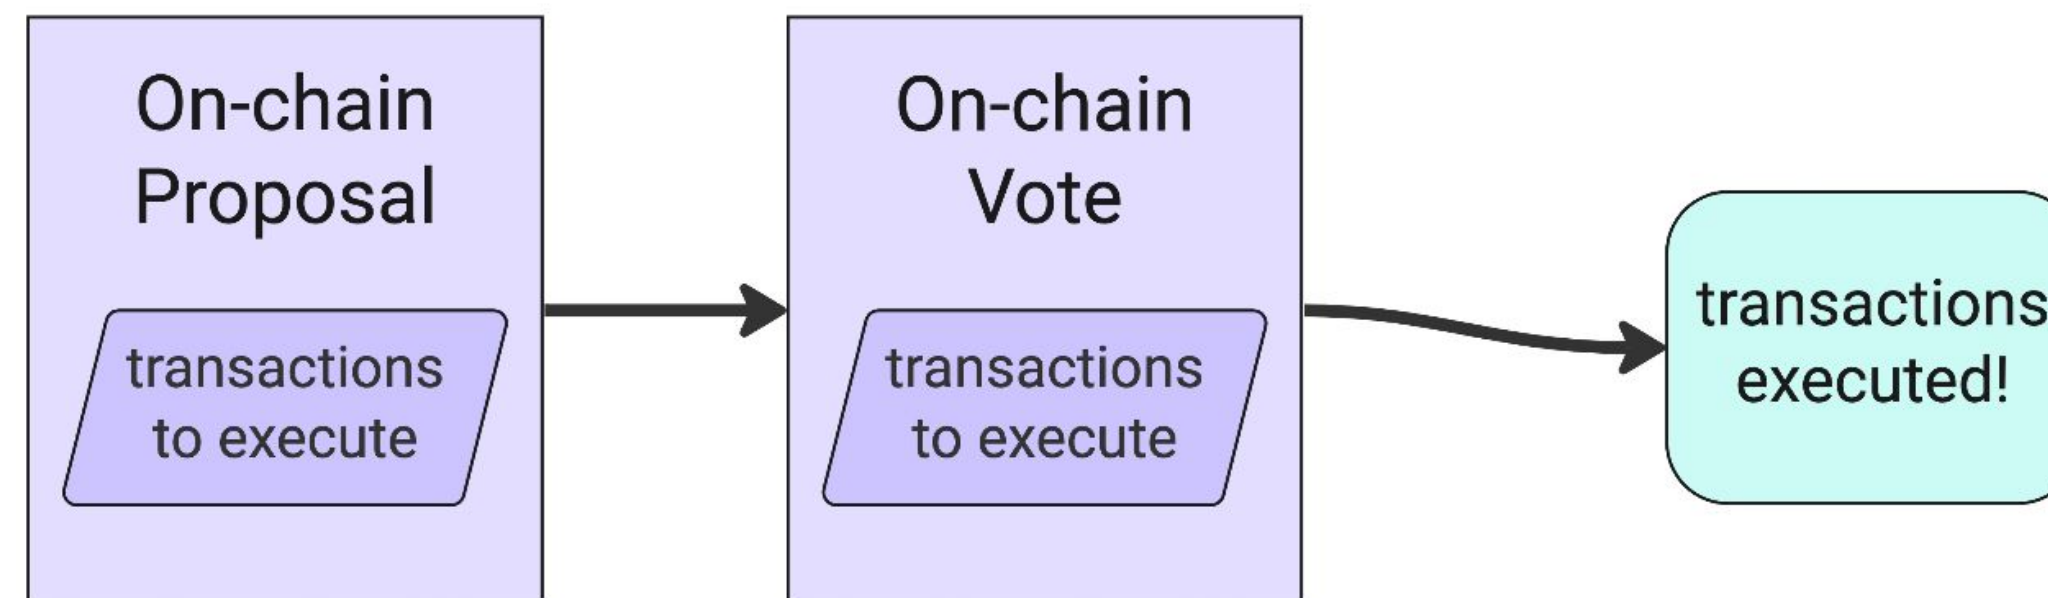 On-chain
Proposal
transactions
to execute
On-chain
Vote
transactions
to execute
transactions
executed!